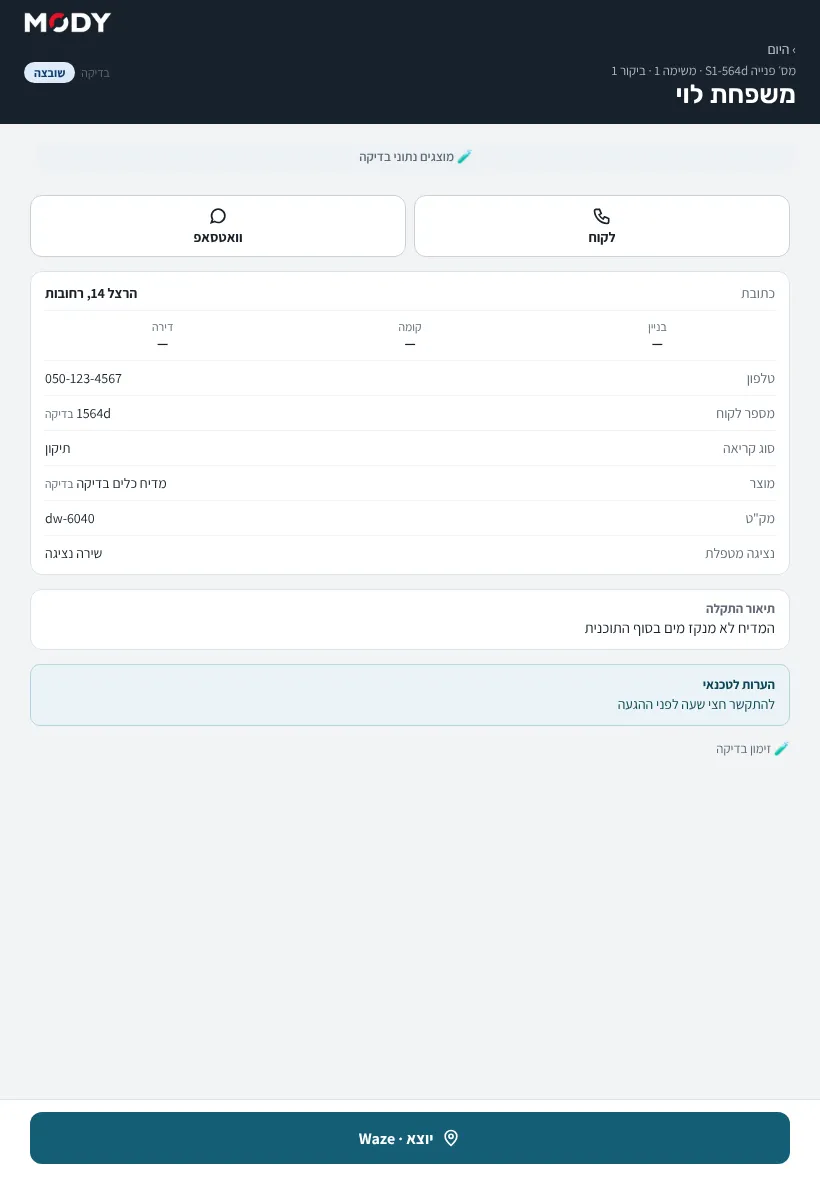 MODY
› היום
מס׳ פנייה S1-564d · משימה 1 · ביקור 1
משפחת לוי
בדיקה שובצה
מוצגים נתוני בדיקה
לקוח
וואטסאפ
כתובת הרצל 14, רחובות
בניין קומה דירה
— — —
טלפון 050-123-4567
מספר לקוח 1564d בדיקה
סוג קריאה תיקון
מוצר מדיח כלים בדיקה בדיקה
מק"ט dw-6040
נציגה מטפלת שירה נציגה
תיאור התקלה
המדיח לא מנקז מים בסוף התוכנית
הערות לטכנאי
להתקשר חצי שעה לפני ההגעה
זימון בדיקה
יוצא · Waze